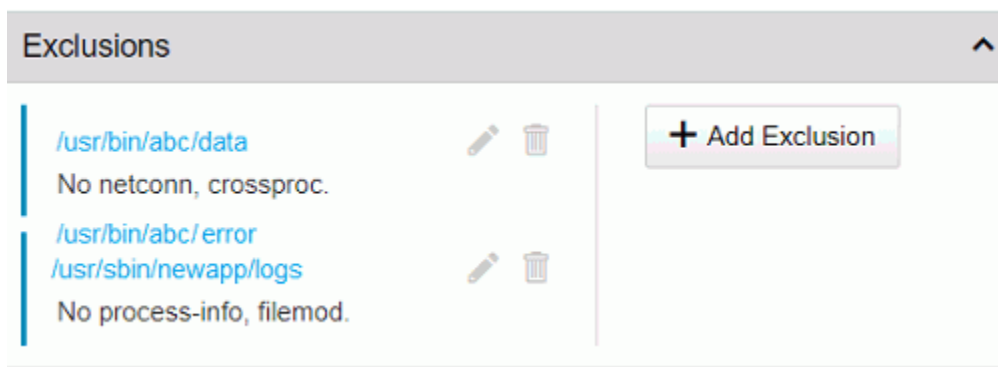 Exclusions
/usr/bin/abc/data
No netconn, crossproc.
/usr/bin/abc/error
/usr/sbin/newapp/logs
No process-info, filemod.
+ Add Exclusion